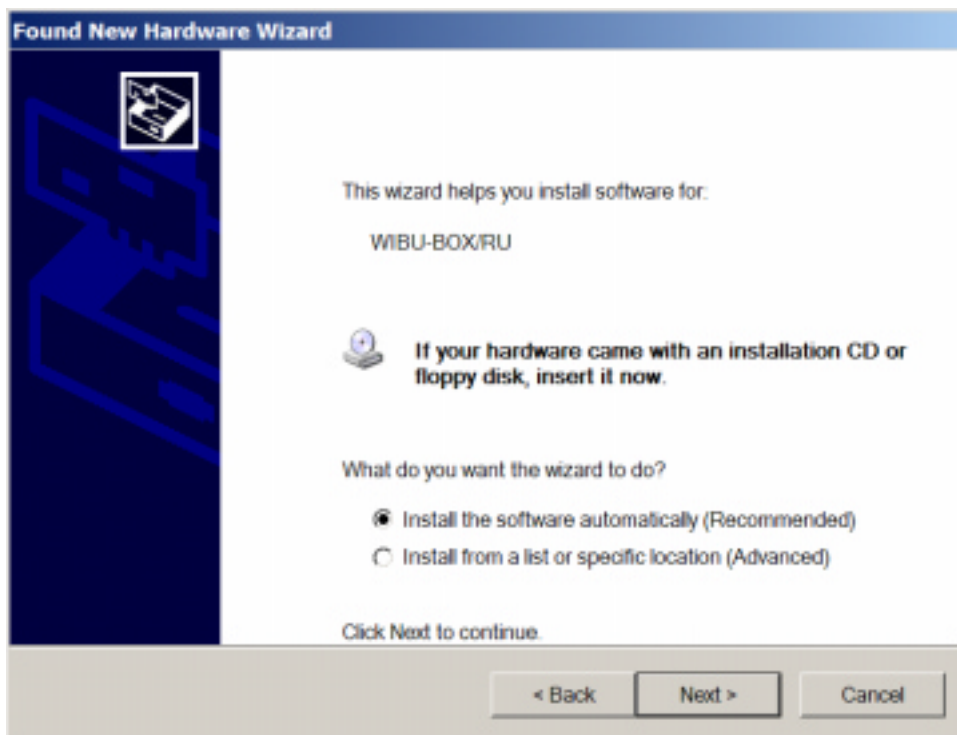 Found New Hardware Wizard
This wizard helps you install software for:
WIBU-BOX/RU
If your hardware came with an installation CD or
floppy disk, insert it now.
What do you want the wizard to do?
Install the software automatically (Recommended)
Install from a list or specific location (Advanced)
Click Next to continue.
< Back
Next >
Cancel